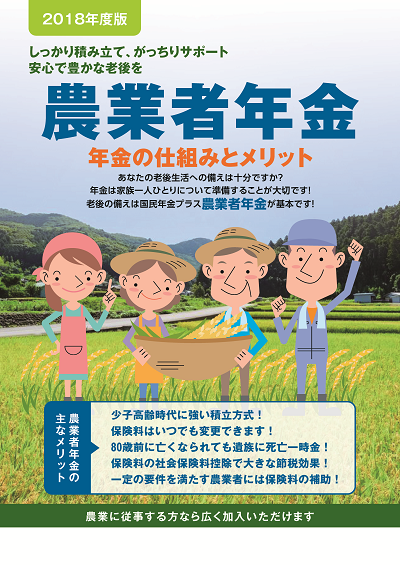 2018年度版
しっかり積み立て、がっちりサポート
安心で豊かな老後を
農業者年金
年金の仕組みとメリット
あなたの老後生活への備えは十分ですか?
年金は家族一人ひとりについて準備することが大切です!
老後の備えは国民年金プラス農業者年金が基本です!
農業者年金の
主なメリット
少子高齢時代に強い積立方式!
保険料はいつでも変更できます!
80歳前に亡くなられても遺族に死亡一時金!
保険料の社会保険料控除で大きな節税効果!
一定の要件を満たす農業者には保険料の補助!
農業に従事する方なら広く加入いただけます